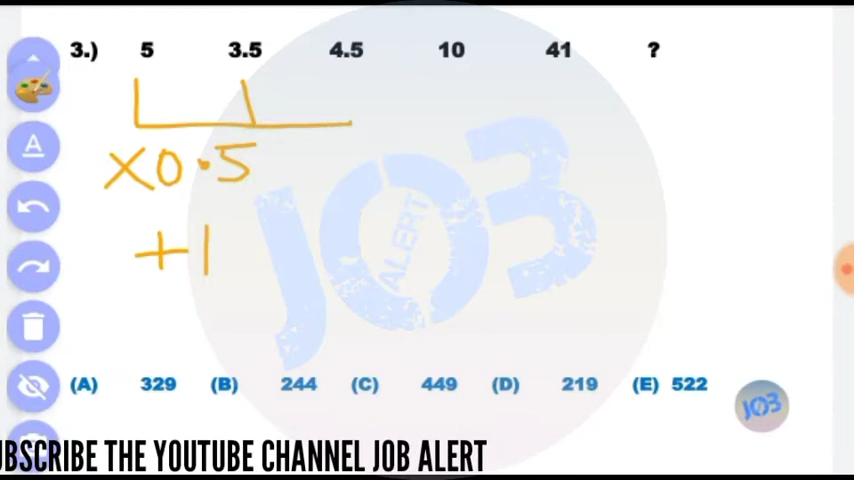 3.) 5 3.5 4.5 10 41 ?
×0.5
+1
JOB
ALERT
(A) 329 (B) 244 (C) 449 (D) 219 (E) 522
JOB
UBSCRIBE THE YOUTUBE CHANNEL JOB ALERT
A